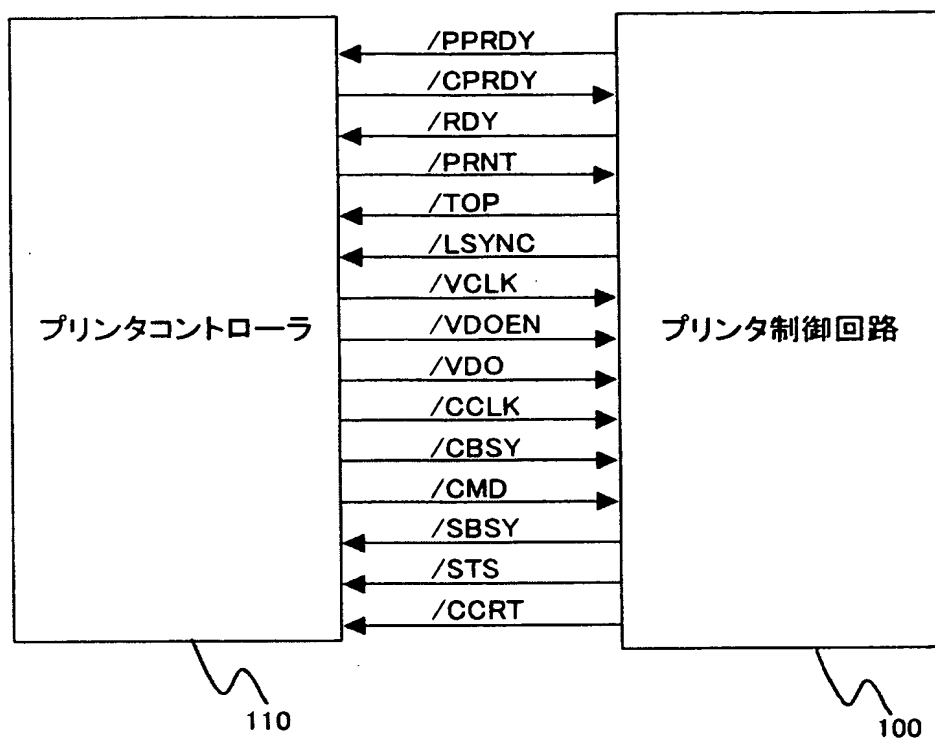 /PPRDY
/CPRDY
/RDY
/PRNT
/TOP
/LSYNC
/VCLK
プリンタコントローラ
/VDOEN
プリンタ制御回路
/VDO
/CCLK
/CBSY
/CMD
/SBSY
/STS
/CCRT
110
100